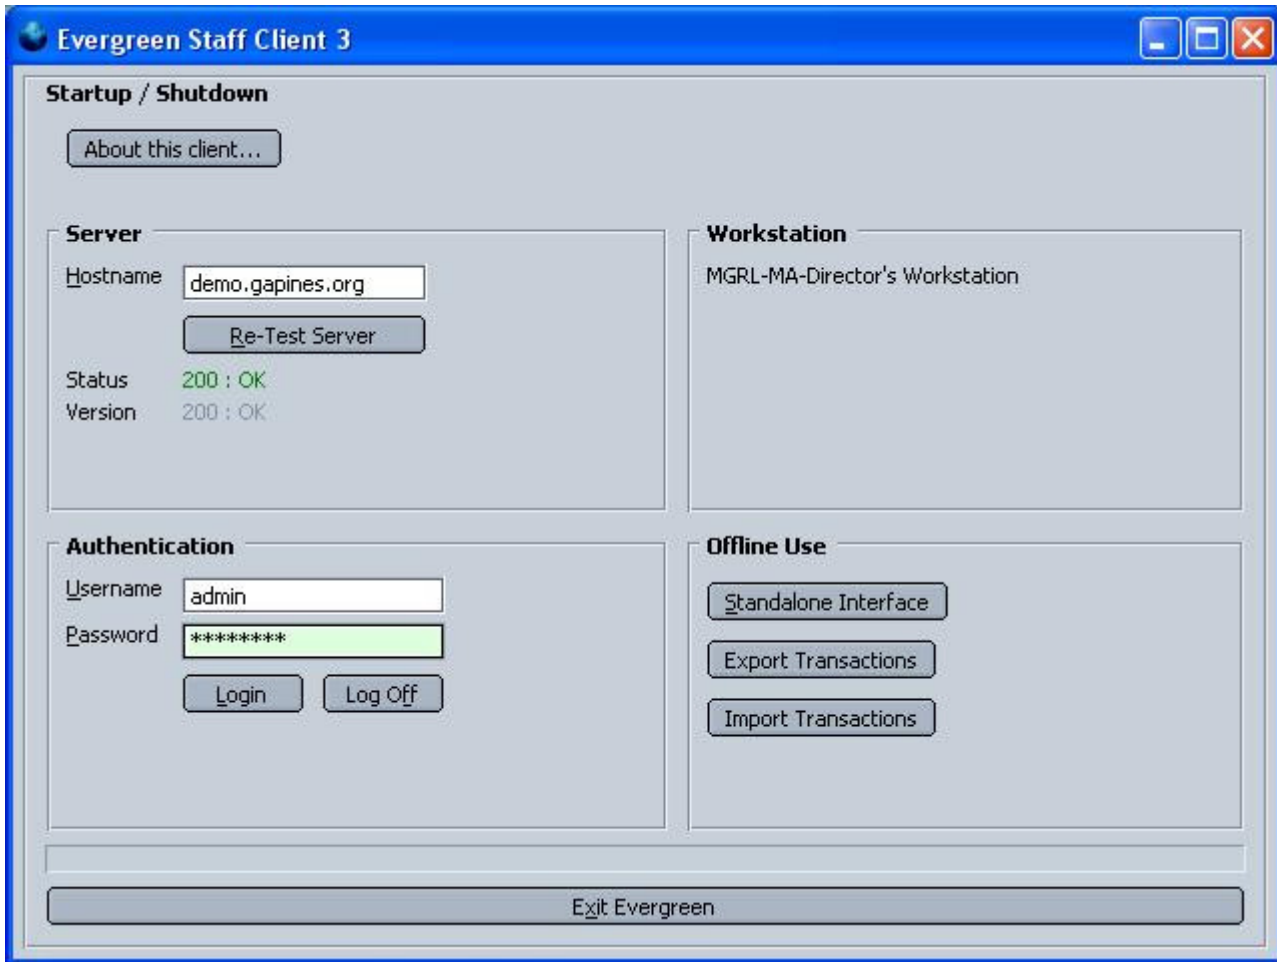 Evergreen Staff Client 3
Startup / Shutdown
About this client...
Server
Hostname demo.gapines.org
Re-Test Server
Status 200 : OK
Version 200 : OK
Workstation
MGRL-MA-Director's Workstation
Authentication
Username admin
Password ********
Login Log Off
Offline Use
Standalone Interface
Export Transactions
Import Transactions
Exit Evergreen